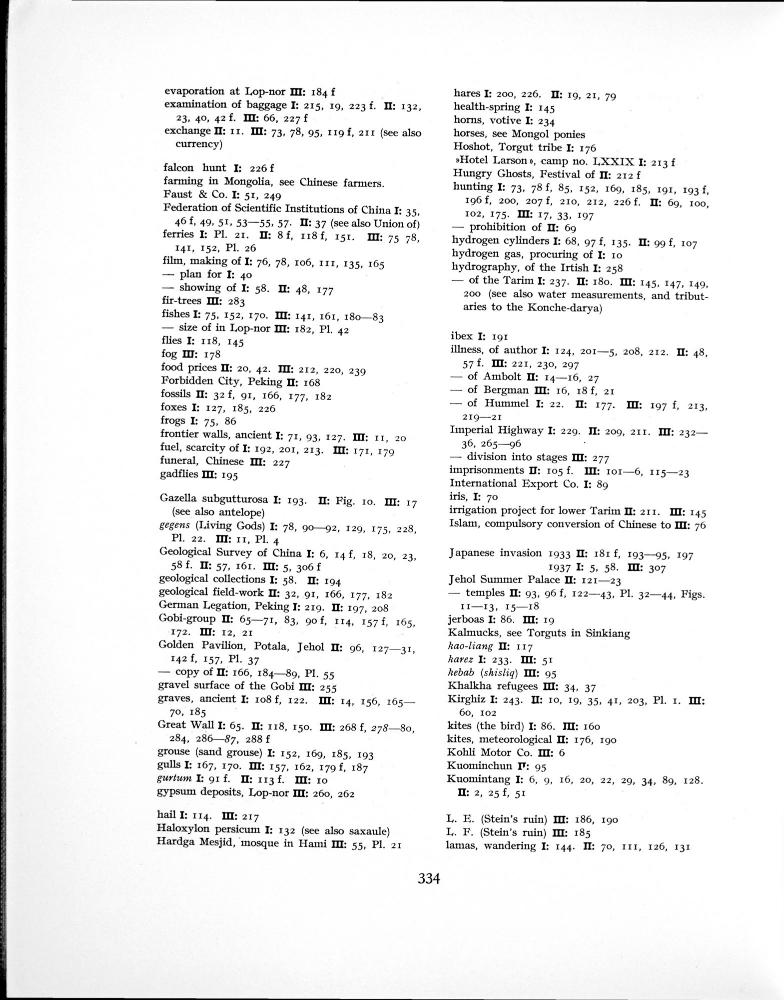 evaporation at Lop-nor III: 184 f
examination of baggage I: 215, 19, 223 f. II: 132,
23, 40, 42 f. III: 66, 227 f
exchange II: 11. III: 73, 78, 95, 119 f, 211 (see also
currency)
falcon hunt I: 226 f
farming in Mongolia, see Chinese farmers.
Faust & Co. I: 51, 249
Federation of Scientific Institutions of China I: 35,
46 f, 49, 51, 53—55, 57. II: 37 (see also Union of)
ferries I: Pl. 21. II: 8 f, 118 f, 151. III: 75 78,
141, 152, Pl. 26
film, making of I: 76, 78, 106, 111, 135, 165
— plan for I: 40
— showing of I: 58. II: 48, 177
fir-trees III: 283
fishes I: 75, 152, 170. III: 141, 161, 180—83
— size of in Lop-nor III: 182, Pl. 42
flies I: 118, 145
fog III: 178
food prices II: 20, 42. III: 212, 220, 239
Forbidden City, Peking II: 168
fossils II: 32 f, 91, 166, 177, 182
foxes I: 127, 185, 226
frogs I: 75, 86
frontier walls, ancient I: 71, 93, 127. III: 11, 20
fuel, scarcity of I: 192, 201, 213. III: 171, 179
funeral, Chinese III: 227
gadflies III: 195
Gazella subgutturosa I: 193. II: Fig. 10. III: 17
(see also antelope)
gegens (Living Gods) I: 78, 90—92, 129, 175, 228,
Pl. 22. III: 11, Pl. 4
Geological Survey of China I: 6, 14 f, 18, 20, 23,
58 f. II: 57, 161. III: 5, 306 f
geological collections I: 58. II: 194
geological field-work II: 32, 91, 166, 177, 182
German Legation, Peking I: 219. II: 197, 208
Gobi-group II: 65—71, 83, 90 f, 114, 157 f, 165,
172. III: 12, 21
Golden Pavilion, Potala, Jehol II: 96, 127—31,
142 f, 157, Pl. 37
— copy of II: 166, 184—89, Pl. 55
gravel surface of the Gobi III: 255
graves, ancient I: 108 f, 122. III: 14, 156, 165—
70, 185
Great Wall I: 65. II: 118, 150. III: 268 f, 278—80,
284, 286—87, 288 f
grouse (sand grouse) I: 152, 169, 185, 193
gulls I: 167, 170. III: 157, 162, 179 f, 187
gurtum I: 91 f. II: 113 f. III: 10
gypsum deposits, Lop-nor III: 260, 262
hail I: 114. III: 217
Haloxylon persicum I: 132 (see also saxaule)
Hardga Mesjid, mosque in Hami III: 55, Pl. 21
hares I: 200, 226. II: 19, 21, 79
health-spring I: 145
horns, votive I: 234
horses, see Mongol ponies
Hoshot, Torgut tribe I: 176
»Hotel Larson», camp no. LXXIX I: 213 f
Hungry Ghosts, Festival of II: 212 f
hunting I: 73, 78 f, 85, 152, 169, 185, 191, 193 f,
196 f, 200, 207 f, 210, 212, 226 f. II: 69, 100,
102, 175. III: 17, 33, 197
— prohibition of II: 69
hydrogen cylinders I: 68, 97 f, 135. II: 99 f, 107
hydrogen gas, procuring of I: 10
hydrography, of the Irtish I: 258
— of the Tarim I: 237. II: 180. III: 145, 147, 149,
200 (see also water measurements, and tribut-
aries to the Konche-darya)
ibex I: 191
illness, of author I: 124, 201—5, 208, 212. II: 48,
57 f. III: 221, 230, 297
— of Ambolt II: 14—16, 27
— of Bergman III: 16, 18 f, 21
— of Hummel I: 22. II: 177. III: 197 f, 213,
219—21
Imperial Highway I: 229. II: 209, 211. III: 232—
36, 265—96
— division into stages III: 277
imprisonments II: 105 f. III: 101—6, 115—23
International Export Co. I: 89
iris, I: 70
irrigation project for lower Tarim II: 211. III: 145
Islam, compulsory conversion of Chinese to III: 76
Japanese invasion 1933 II: 181 f, 193—95, 197
1937 I: 5, 58. III: 307
Jehol Summer Palace II: 121—23
— temples II: 93, 96 f, 122—43, Pl. 32—44, Figs.
11—13, 15—18
jerboas I: 86. III: 19
Kalmucks, see Torguts in Sinkiang
kao-liang II: 117
karez I: 233. III: 51
kebab (shisliq) III: 95
Khalkha refugees III: 34, 37
Kirghiz I: 243. II: 10, 19, 35, 41, 203, Pl. 1. III:
60, 102
kites (the bird) I: 86. III: 160
kites, meteorological II: 176, 190
Kohli Motor Co. III: 6
Kuominchun IV: 95
Kuomintang I: 6, 9, 16, 20, 22, 29, 34, 89, 128.
II: 2, 25 f, 51
L. E. (Stein's ruin) III: 186, 190
L. F. (Stein's ruin) III: 185
lamas, wandering I: 144. II: 70, 111, 126, 131
334